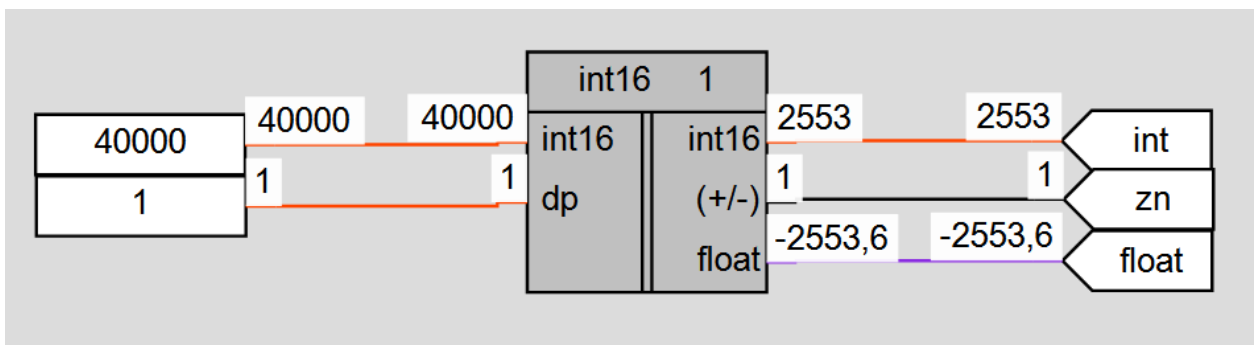 int16 1
40000 40000 40000 int16 int16 2553 2553 int
1 1 1 dp (+/-) 1 1 zn
float -2553,6 -2553,6 float